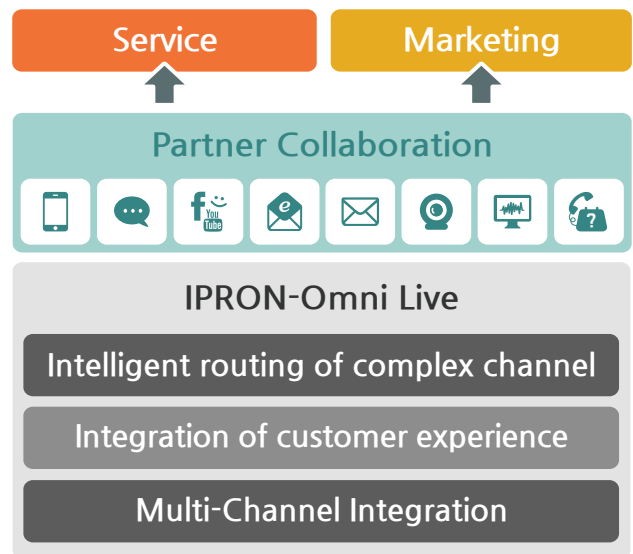 Service
Marketing
Partner Collaboration
f
You
Tube
e
?
IPRON-Omni Live
Intelligent routing of complex channel
Integration of customer experience
Multi-Channel Integration